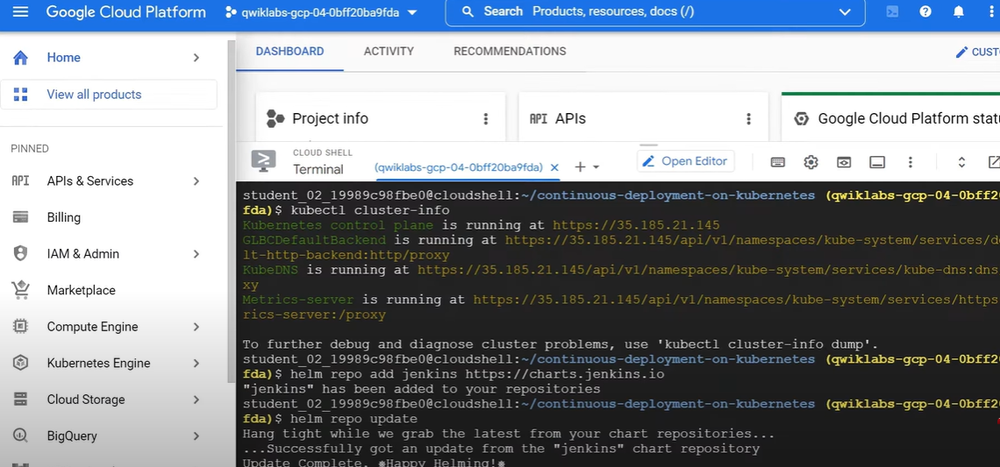 Google Cloud Platform
qwiklabs-gcp-04-0bff20ba9fda
Search Products, resources, docs (/)
Home
View all products
PINNED
API APIs & Services
Billing
IAM & Admin
Marketplace
Compute Engine
Kubernetes Engine
Cloud Storage
BigQuery
DASHBOARD ACTIVITY RECOMMENDATIONS
CUSTO
Project info
API APIs
Google Cloud Platform statu
CLOUD SHELL
Terminal
(qwiklabs-gcp-04-0bff20ba9fda)
Open Editor
student_02_19989c98fbe0@cloudshell:~/continuous-deployment-on-kubernetes (qwiklabs-gcp-04-0bff20
fda)$ kubectl cluster-info
Kubernetes control plane is running at https://35.185.21.145
GLBCDefaultBackend is running at https://35.185.21.145/api/v1/namespaces/kube-system/services/de
lt-http-backend:http/proxy
KubeDNS is running at https://35.185.21.145/api/v1/namespaces/kube-system/services/kube-dns:dns
xy
Metrics-server is running at https://35.185.21.145/api/v1/namespaces/kube-system/services/https
rics-server:/proxy
To further debug and diagnose cluster problems, use 'kubectl cluster-info dump'.
student_02_19989c98fbe0@cloudshell:~/continuous-deployment-on-kubernetes (qwiklabs-gcp-04-0bff20
fda)$ helm repo add jenkins https://charts.jenkins.io
"jenkins" has been added to your repositories
student_02_19989c98fbe0@cloudshell:~/continuous-deployment-on-kubernetes (qwiklabs-gcp-04-0bff20
fda)$ helm repo update
Hang tight while we grab the latest from your chart repositories...
...Successfully got an update from the "jenkins" chart repository
Update Complete. ⎈Happy Helming!⎈